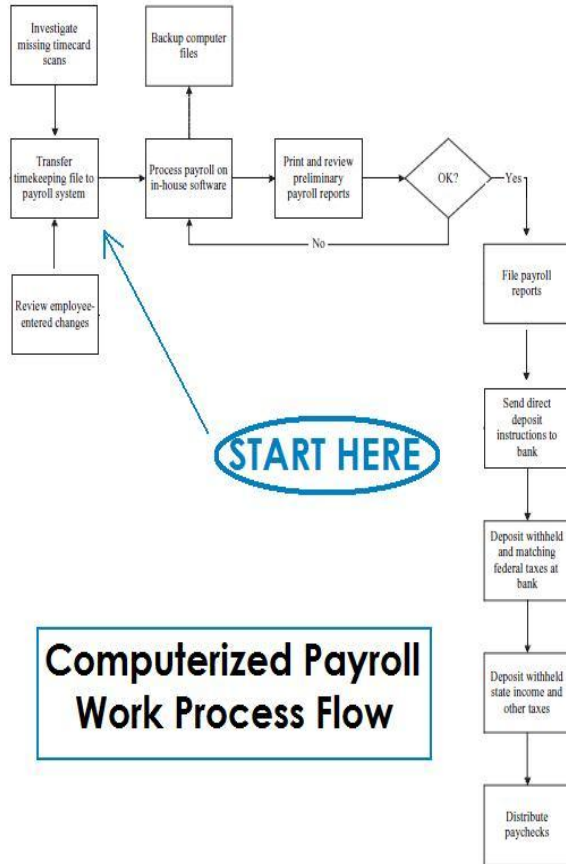 Investigate
missing timecard
scans
Backup computer
files
Transfer
timekeeping file to
payroll system
Process payroll on
in-house software
Print and review
preliminary
payroll reports
OK?
Yes
No
Review employee-
entered changes
File payroll
reports
Send direct
deposit
instructions to
bank
START HERE
Deposit withheld
and matching
federal taxes at
bank
Computerized Payroll
Work Process Flow
Deposit withheld
state income and
other taxes
Distribute
paychecks